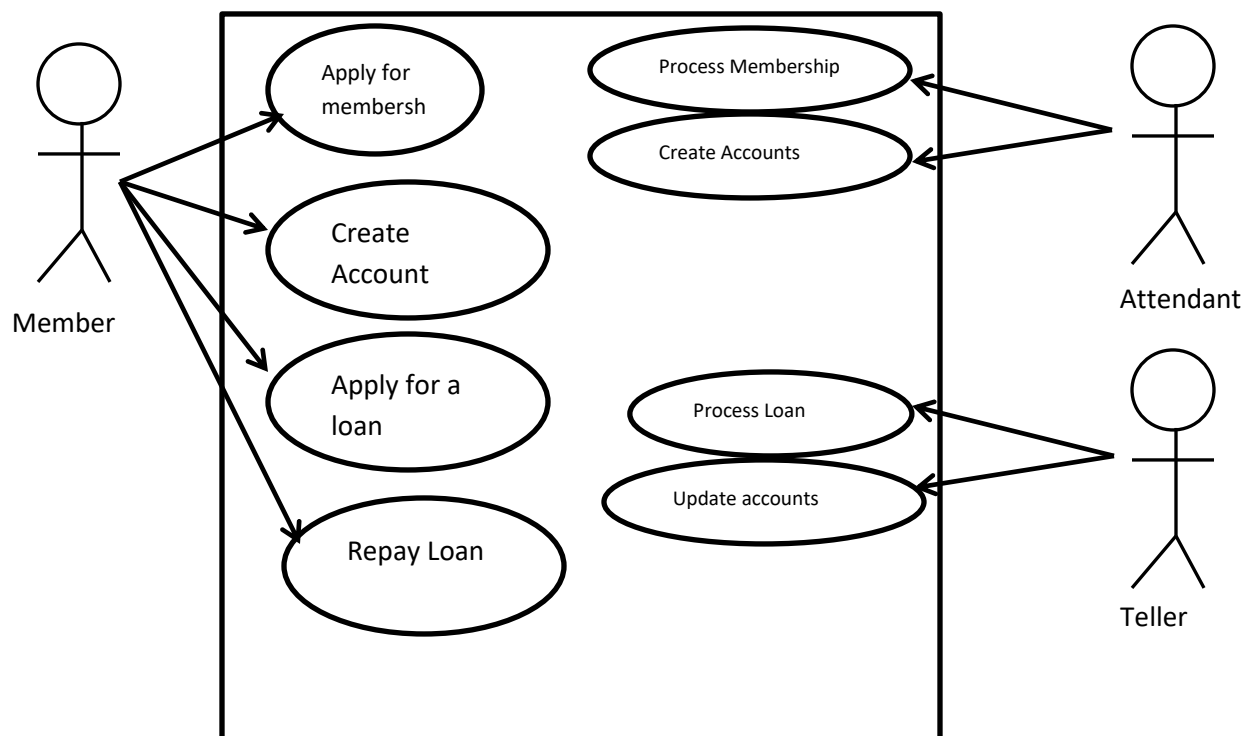 Apply for
membersh
Process Membership
Create Accounts
Create
Account
Attendant
Member
Apply for a
loan
Process Loan
Update accounts
Repay Loan
Teller